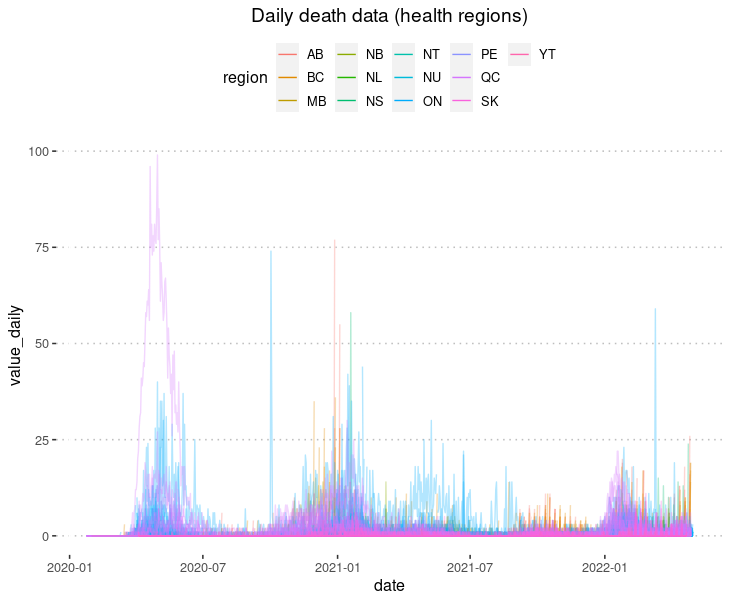 Daily death data (health regions)
region
AB NB NT PE YT
BC NL NU QC
MB NS ON SK
100
75
50
25
0
value_daily
2020-01 2020-07 2021-01 2021-07 2022-01
date